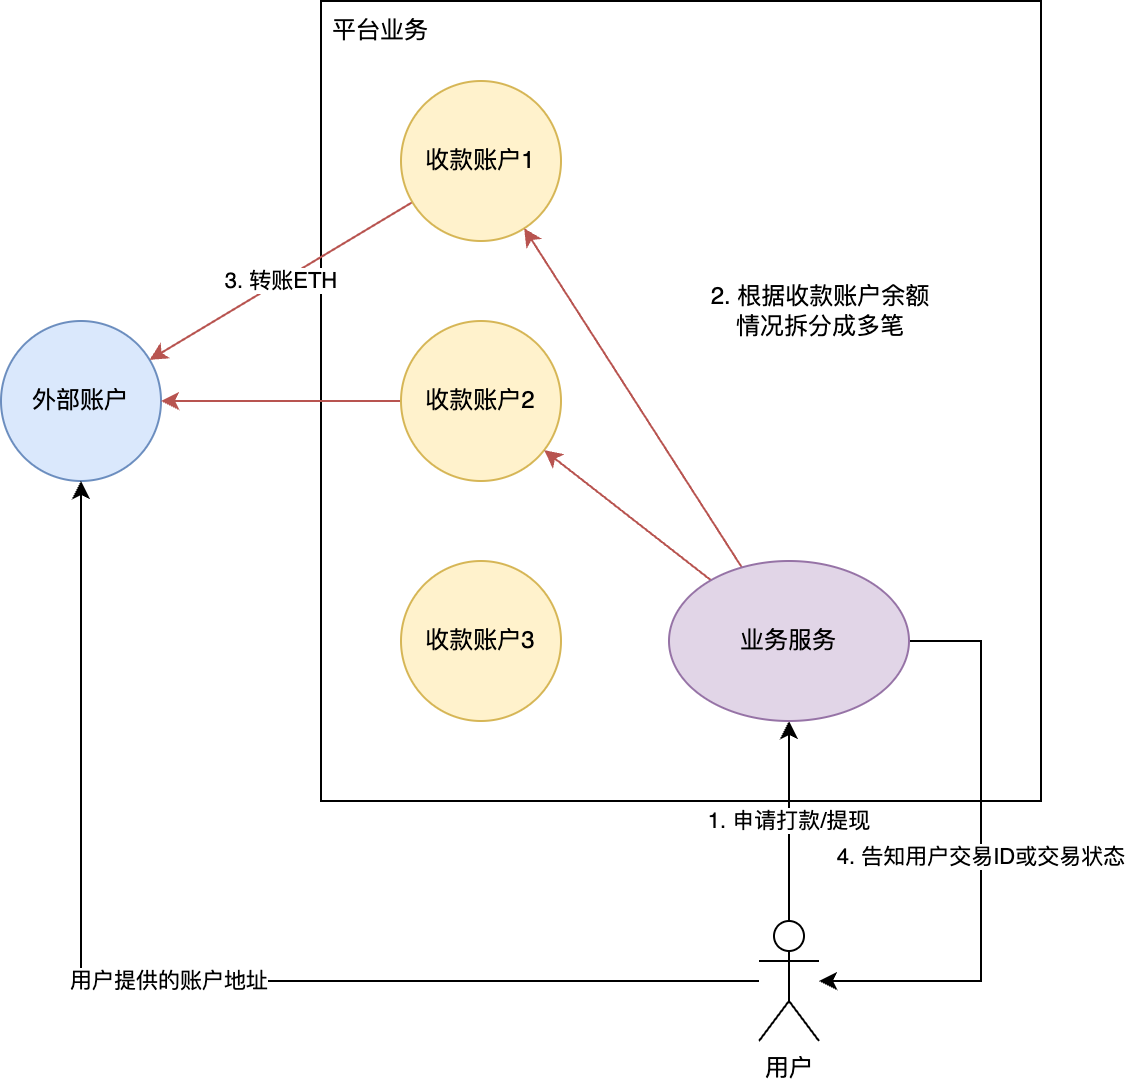 平台业务
收款账户1
3. 转账ETH
2. 根据收款账户余额
情况拆分成多笔
外部账户
收款账户2
收款账户3
业务服务
1. 申请打款/提现
4. 告知用户交易ID或交易状态
用户提供的账户地址
用户